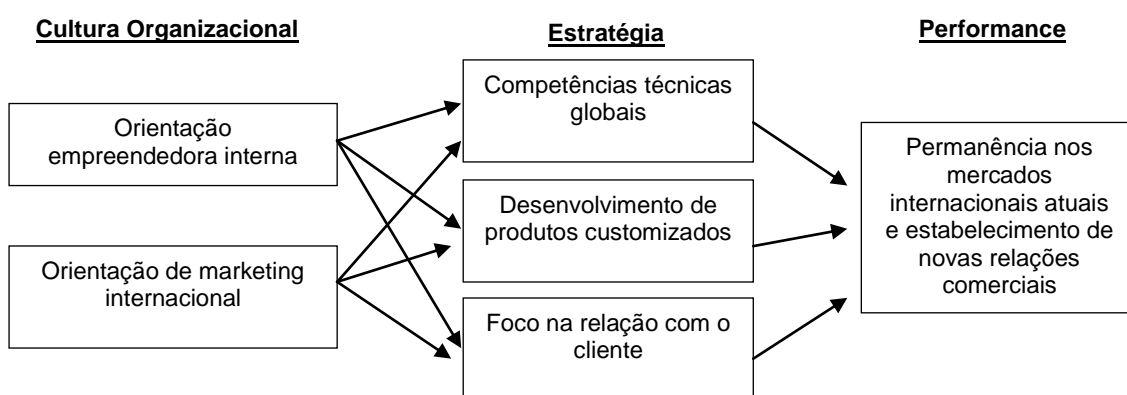 Cultura Organizacional
Estratégia
Performance
Orientação
empreendedora interna
Orientação de marketing
internacional
Competências técnicas
globais
Desenvolvimento de
produtos customizados
Foco na relação com o
cliente
Permanência nos
mercados
internacionais atuais
e estabelecimento de
novas relações
comerciais